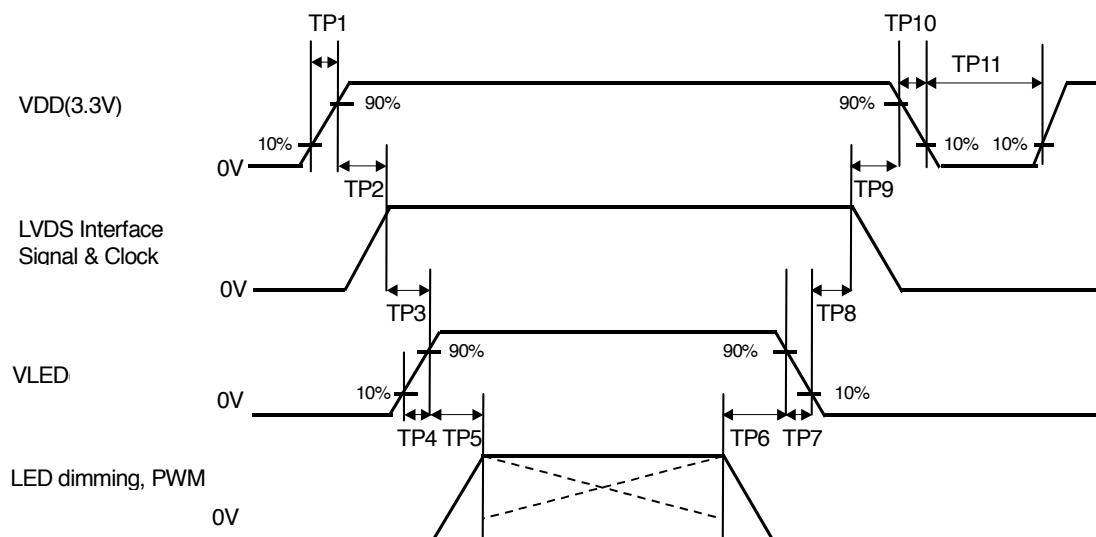 TP1
TP10
TP11
VDD(3.3V)
90%
90%
10%
10%
10%
0V
TP2
TP9
LVDS Interface
Signal & Clock
0V
TP3
TP8
90%
90%
VLED
10%
10%
0V
TP4
TP5
TP6
TP7
LED dimming, PWM
0V